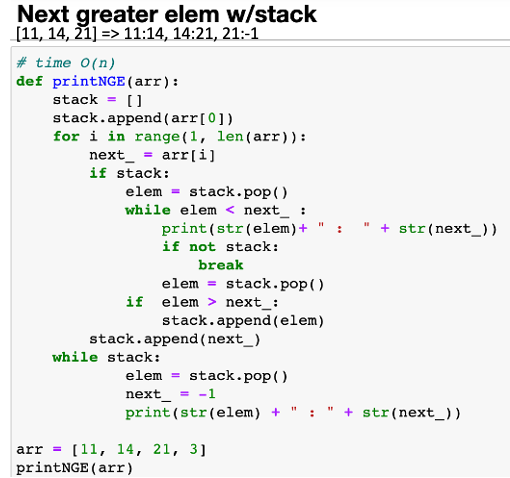 Next greater elem w/stack
[11, 14, 21] => 11:14, 14:21, 21:-1
# time O(n)
def printNGE(arr):
    stack = []
    stack.append(arr[0])
    for i in range(1, len(arr)):
        next_ = arr[i]
        if stack:
            elem = stack.pop()
            while elem < next_ :
                print(str(elem)+ " :  " + str(next_))
                if not stack:
                    break
                elem = stack.pop()
            if  elem > next_:
                stack.append(elem)
        stack.append(next_)
    while stack:
            elem = stack.pop()
            next_ = -1
            print(str(elem) + " : " + str(next_))
arr = [11, 14, 21, 3]
printNGE(arr)